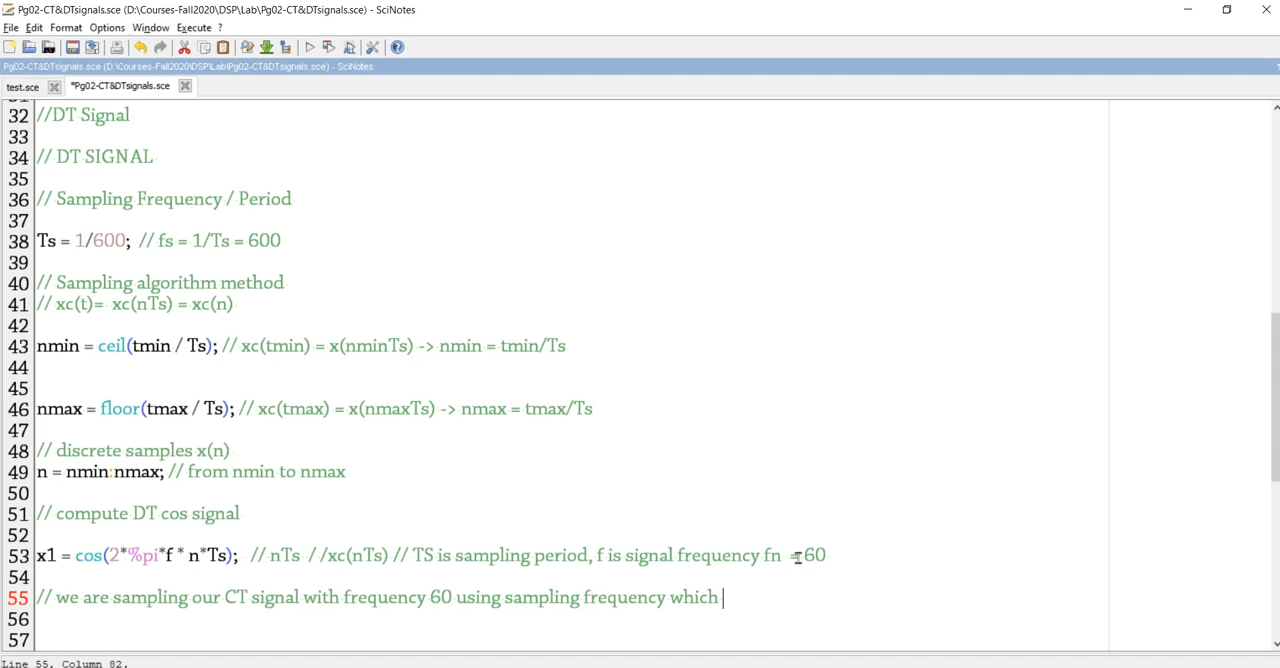 Pg02-CT&DTsignals.sce (D:\Courses-Fall2020\DSP\Lab\Pg02-CT&DTsignals.sce) - SciNotes
File Edit Format Options Window Execute ?
Pg02-CT&DTsignals.sce (D:\Courses-Fall2020\DSP\Lab\Pg02-CT&DTsignals.sce) - SciNotes
test.sce *Pg02-CT&DTsignals.sce
32 //DT Signal
33
34 // DT SIGNAL
35
36 // Sampling Frequency / Period
37
38 Ts = 1/600; // fs = 1/Ts = 600
39
40 // Sampling algorithm method
41 // xc(t)= xc(nTs) = xc(n)
42
43 nmin = ceil(tmin / Ts); // xc(tmin) = x(nminTs) -> nmin = tmin/Ts
44
45
46 nmax = floor(tmax / Ts); // xc(tmax) = x(nmaxTs) -> nmax = tmax/Ts
47
48 // discrete samples x(n)
49 n = nmin:nmax; // from nmin to nmax
50
51 // compute DT cos signal
52
53 x1 = cos(2*%pi*f * n*Ts); // nTs / /xc(nTs) // TS is sampling period, f is signal frequency fn = 60
54
55 // we are sampling our CT signal with frequency 60 using sampling frequency which
56
57
Line 55, Column 82.